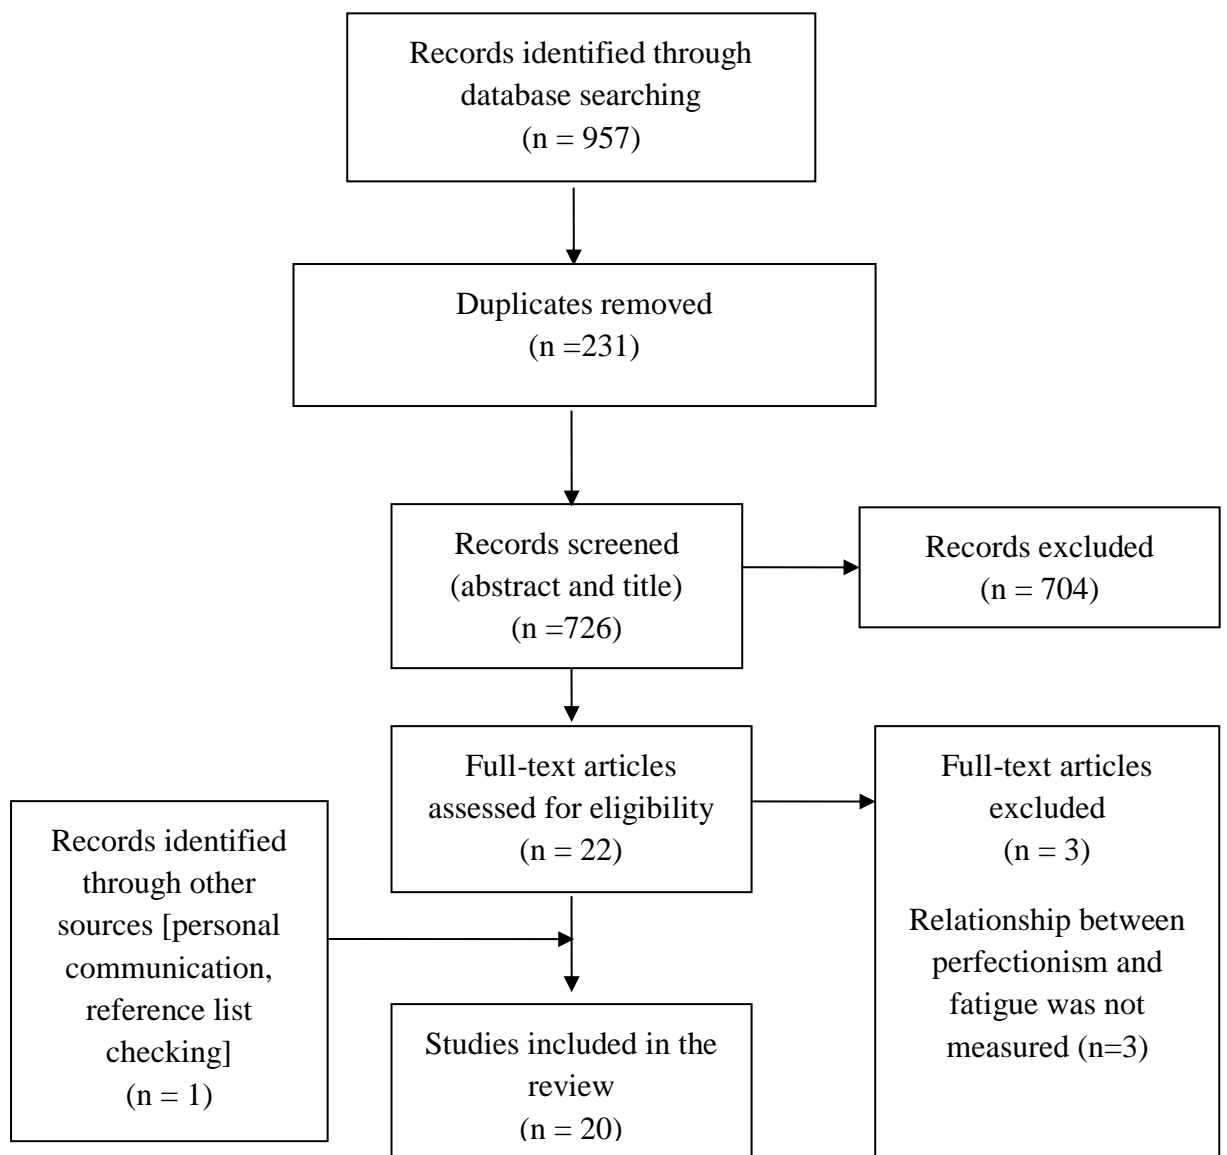 Records identified through
database searching
(n = 957)
Duplicates removed
(n =231)
Records screened
(abstract and title)
(n =726)
Records excluded
(n = 704)
Full-text articles
assessed for eligibility
(n = 22)
Full-text articles
excluded
(n = 3)
Relationship between
perfectionism and
fatigue was not
measured (n=3)
Records identified
through other
sources [personal
communication,
reference list
checking]
(n = 1)
Studies included in the
review
(n = 20)